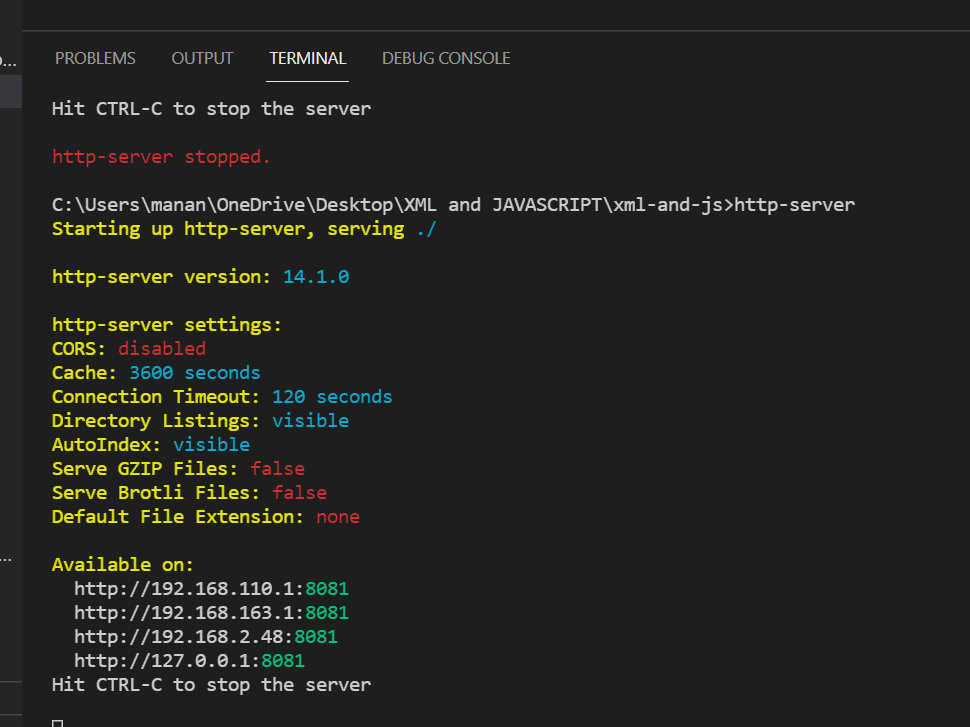 PROBLEMS OUTPUT TERMINAL DEBUG CONSOLE
Hit CTRL-C to stop the server
http-server stopped.
C:\Users\manan\OneDrive\Desktop\XML and JAVASCRIPT\xml-and-js>http-server
Starting up http-server, serving ./
http-server version: 14.1.0
http-server settings:
CORS: disabled
Cache: 3600 seconds
Connection Timeout: 120 seconds
Directory Listings: visible
AutoIndex: visible
Serve GZIP Files: false
Serve Brotli Files: false
Default File Extension: none
Available on:
http://192.168.110.1:8081
http://192.168.163.1:8081
http://192.168.2.48:8081
http://127.0.0.1:8081
Hit CTRL-C to stop the server